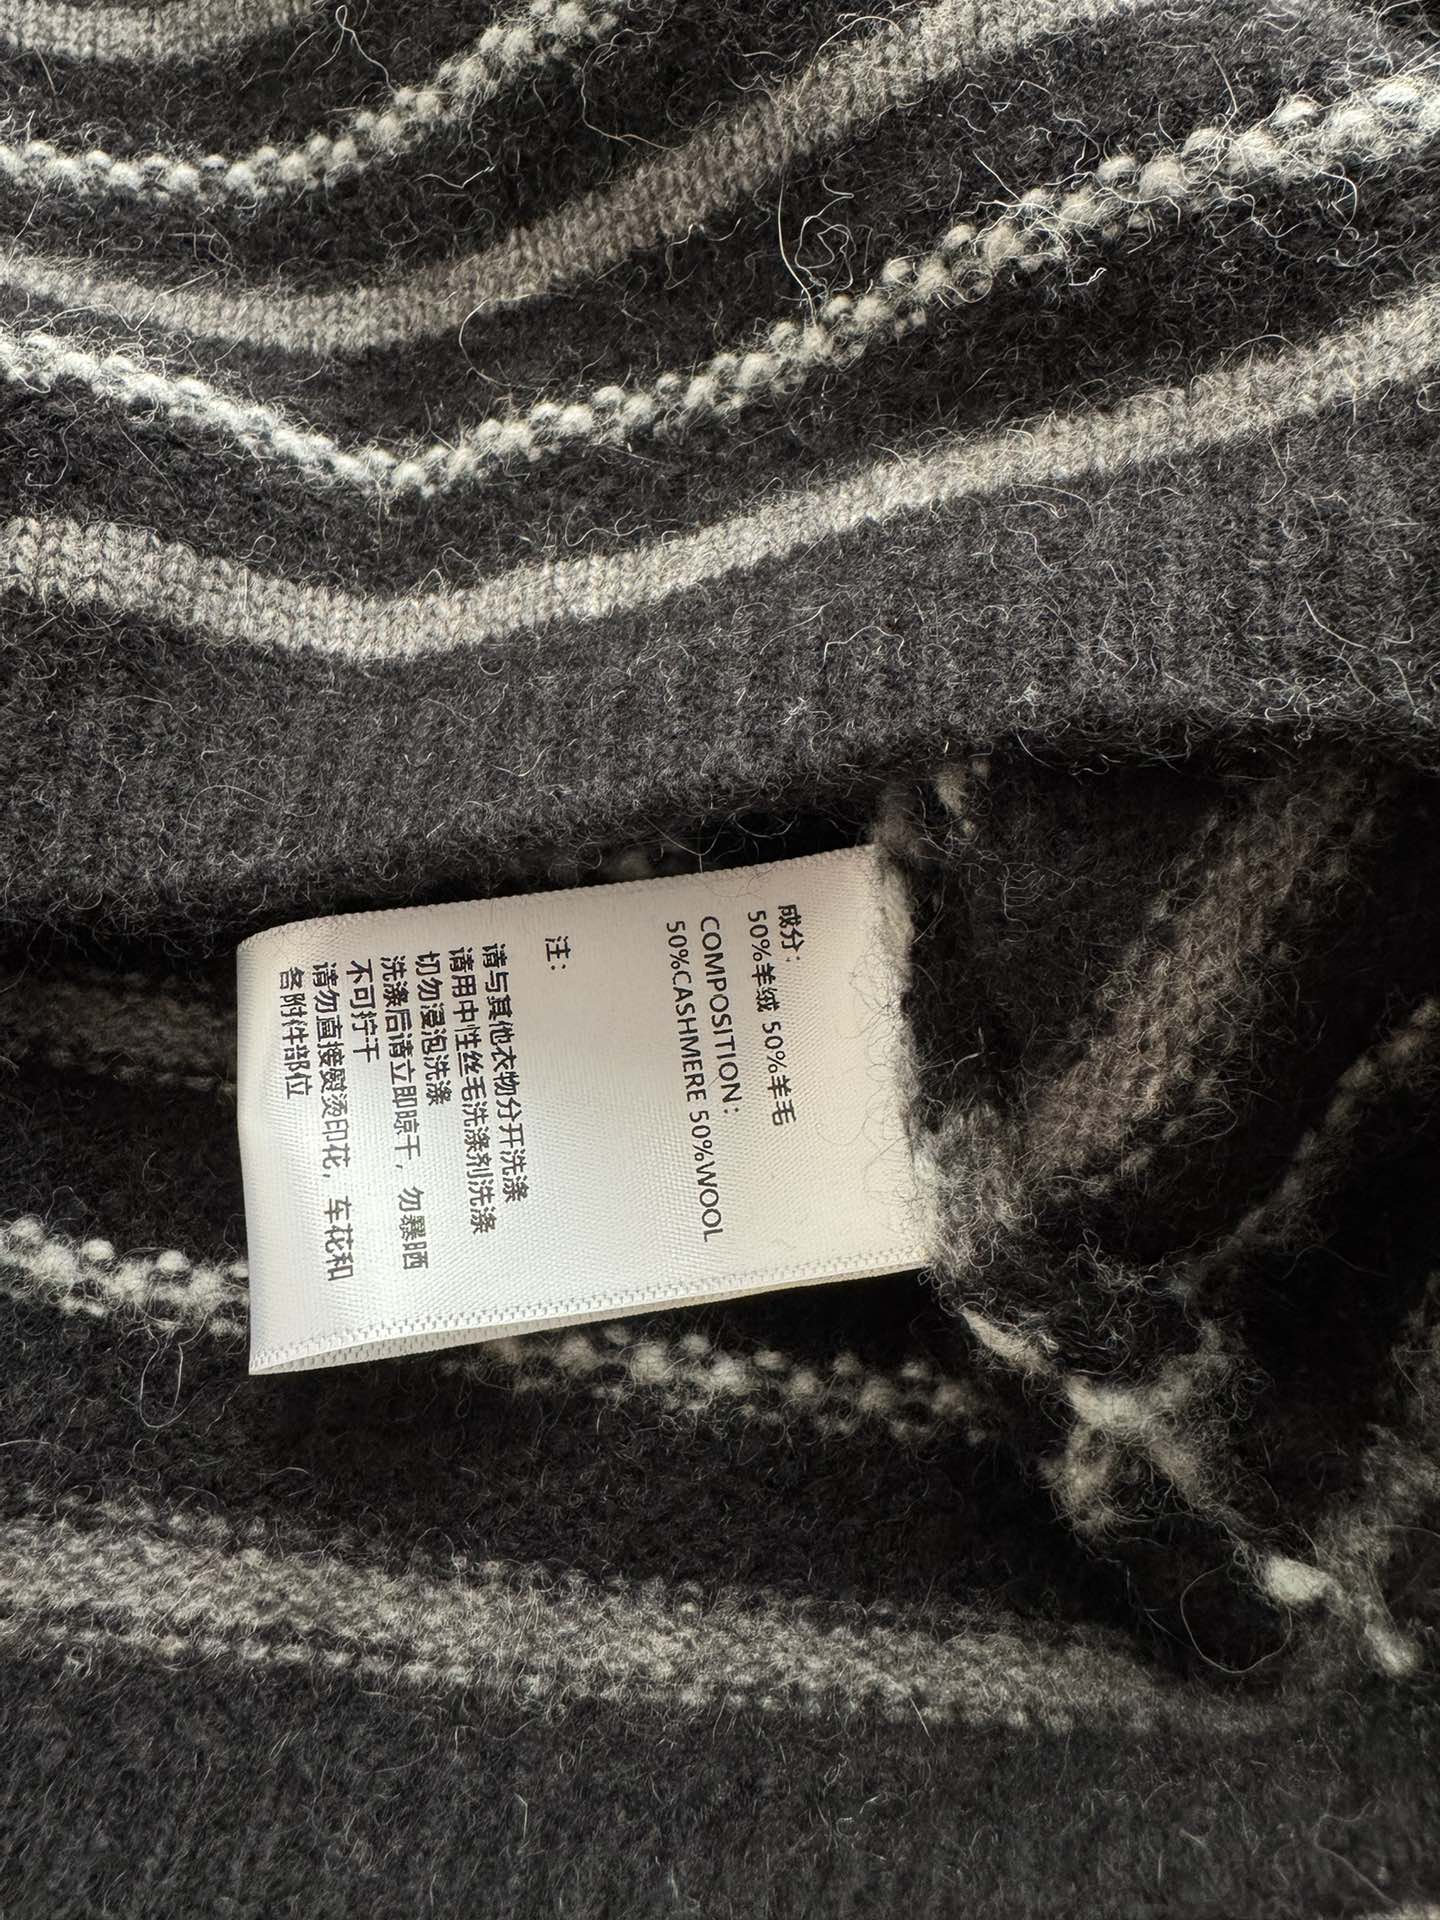 成分：
50%羊绒 50%羊毛
COMPOSITION：
50%CASHMERE 50%WOOL
注：
请与其他衣物分开洗涤
请用中性丝毛洗涤剂洗涤
切勿浸泡洗涤
洗涤后请立即晾干，勿暴晒
不可拧干
请勿直接熨烫印花，车花和
各附件部位